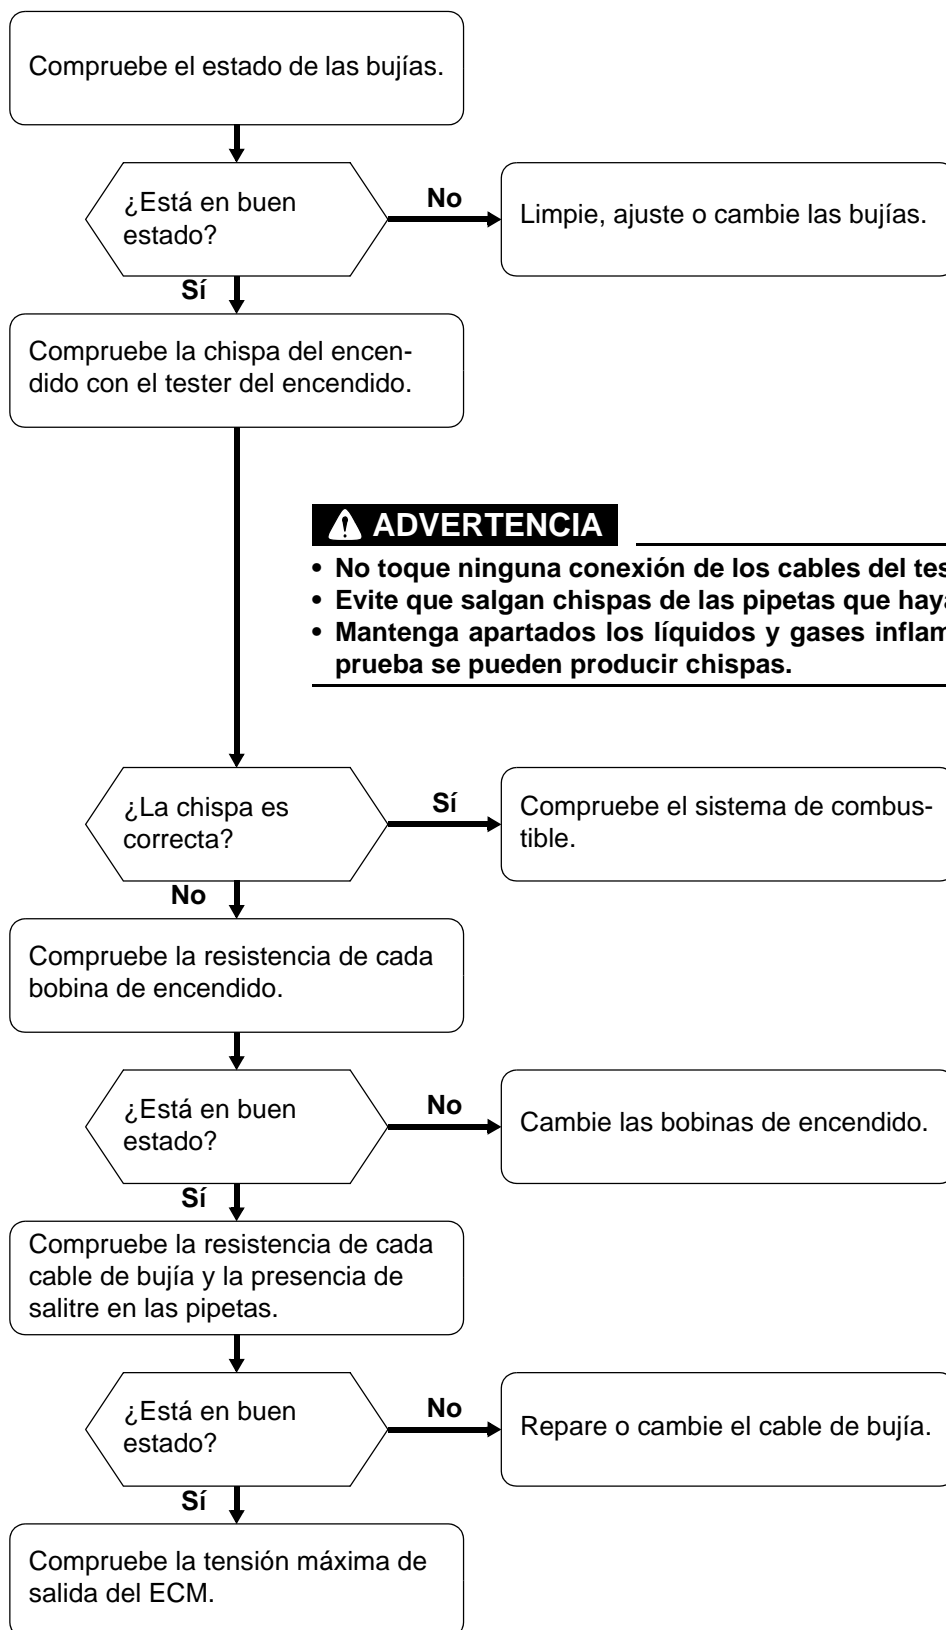 Compruebe el estado de las bujías.
¿Está en buen
estado?
No
Limpie, ajuste o cambie las bujías.
Sí
Compruebe la chispa del encen-
dido con el tester del encendido.
ADVERTENCIA
• No toque ninguna conexión de los cables del tes
• Evite que salgan chispas de las pipetas que haya
• Mantenga apartados los líquidos y gases inflam
prueba se pueden producir chispas.
¿La chispa es
correcta?
Sí
Compruebe el sistema de combus-
tible.
No
Compruebe la resistencia de cada
bobina de encendido.
¿Está en buen
estado?
No
Cambie las bobinas de encendido.
Sí
Compruebe la resistencia de cada
cable de bujía y la presencia de
salitre en las pipetas.
¿Está en buen
estado?
No
Repare o cambie el cable de bujía.
Sí
Compruebe la tensión máxima de
salida del ECM.